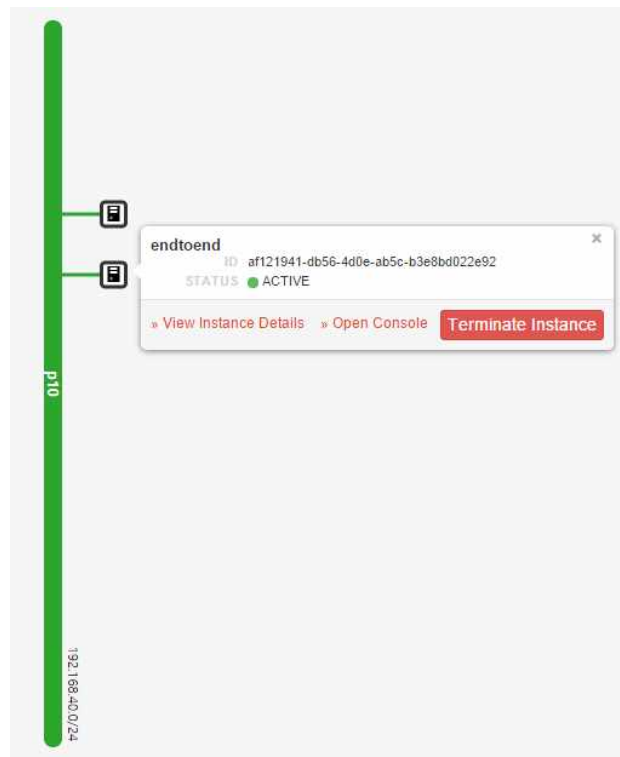 endtoend
ID af121941-db56-4d0e-ab5c-b3e8bd022e92
STATUS ACTIVE
» View Instance Details » Open Console Terminate Instance
p10
192.168.40.0/24